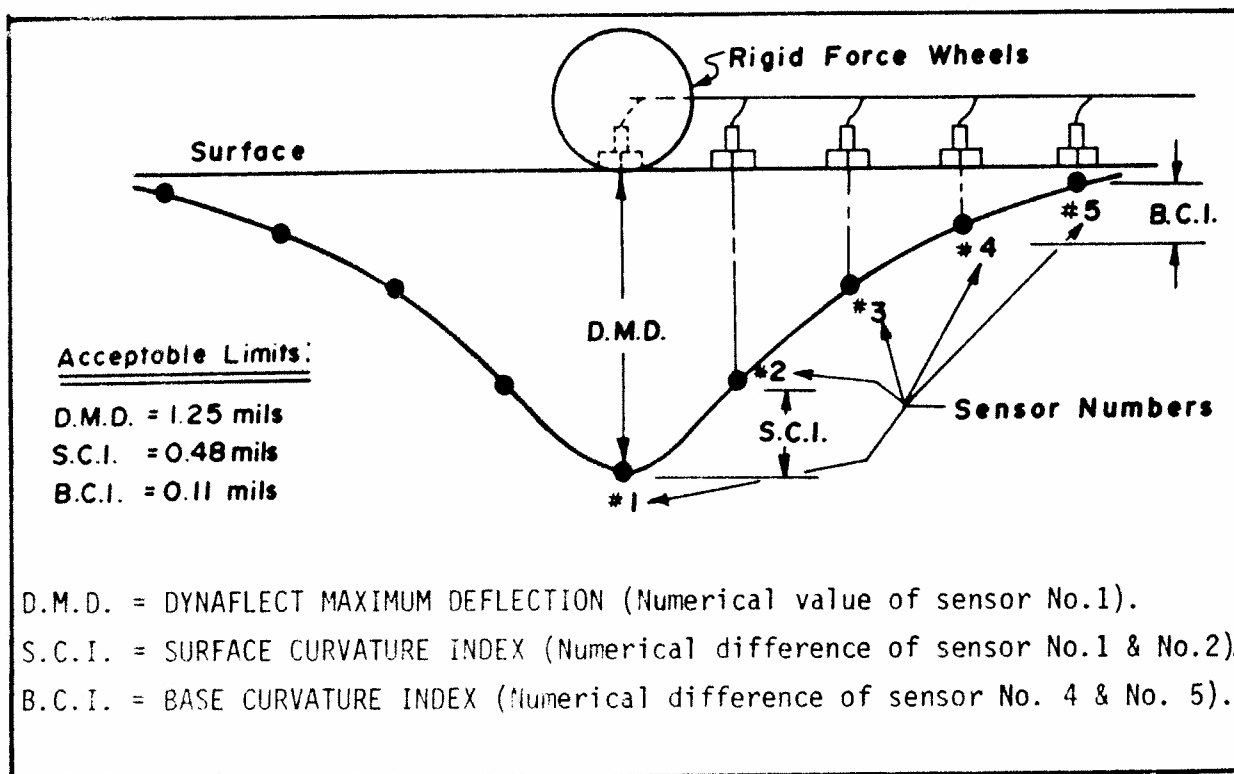 Rigid Force Wheels
Surface
#5
B.C.I.
#4
#3
D.M.D.
Acceptable Limits:
#2
D.M.D. = 1.25 mils
Sensor Numbers
S.C.I.
S.C.I. = 0.48 mils
B.C.I. = 0.11 mils
#1
D.M.D. = DYNAFLECT MAXIMUM DEFLECTION (Numerical value of sensor No.1).
S.C.I. = SURFACE CURVATURE INDEX (Numerical difference of sensor No.1 & No.2).
B.C.I. = BASE CURVATURE INDEX (Numerical difference of sensor No. 4 & No. 5).